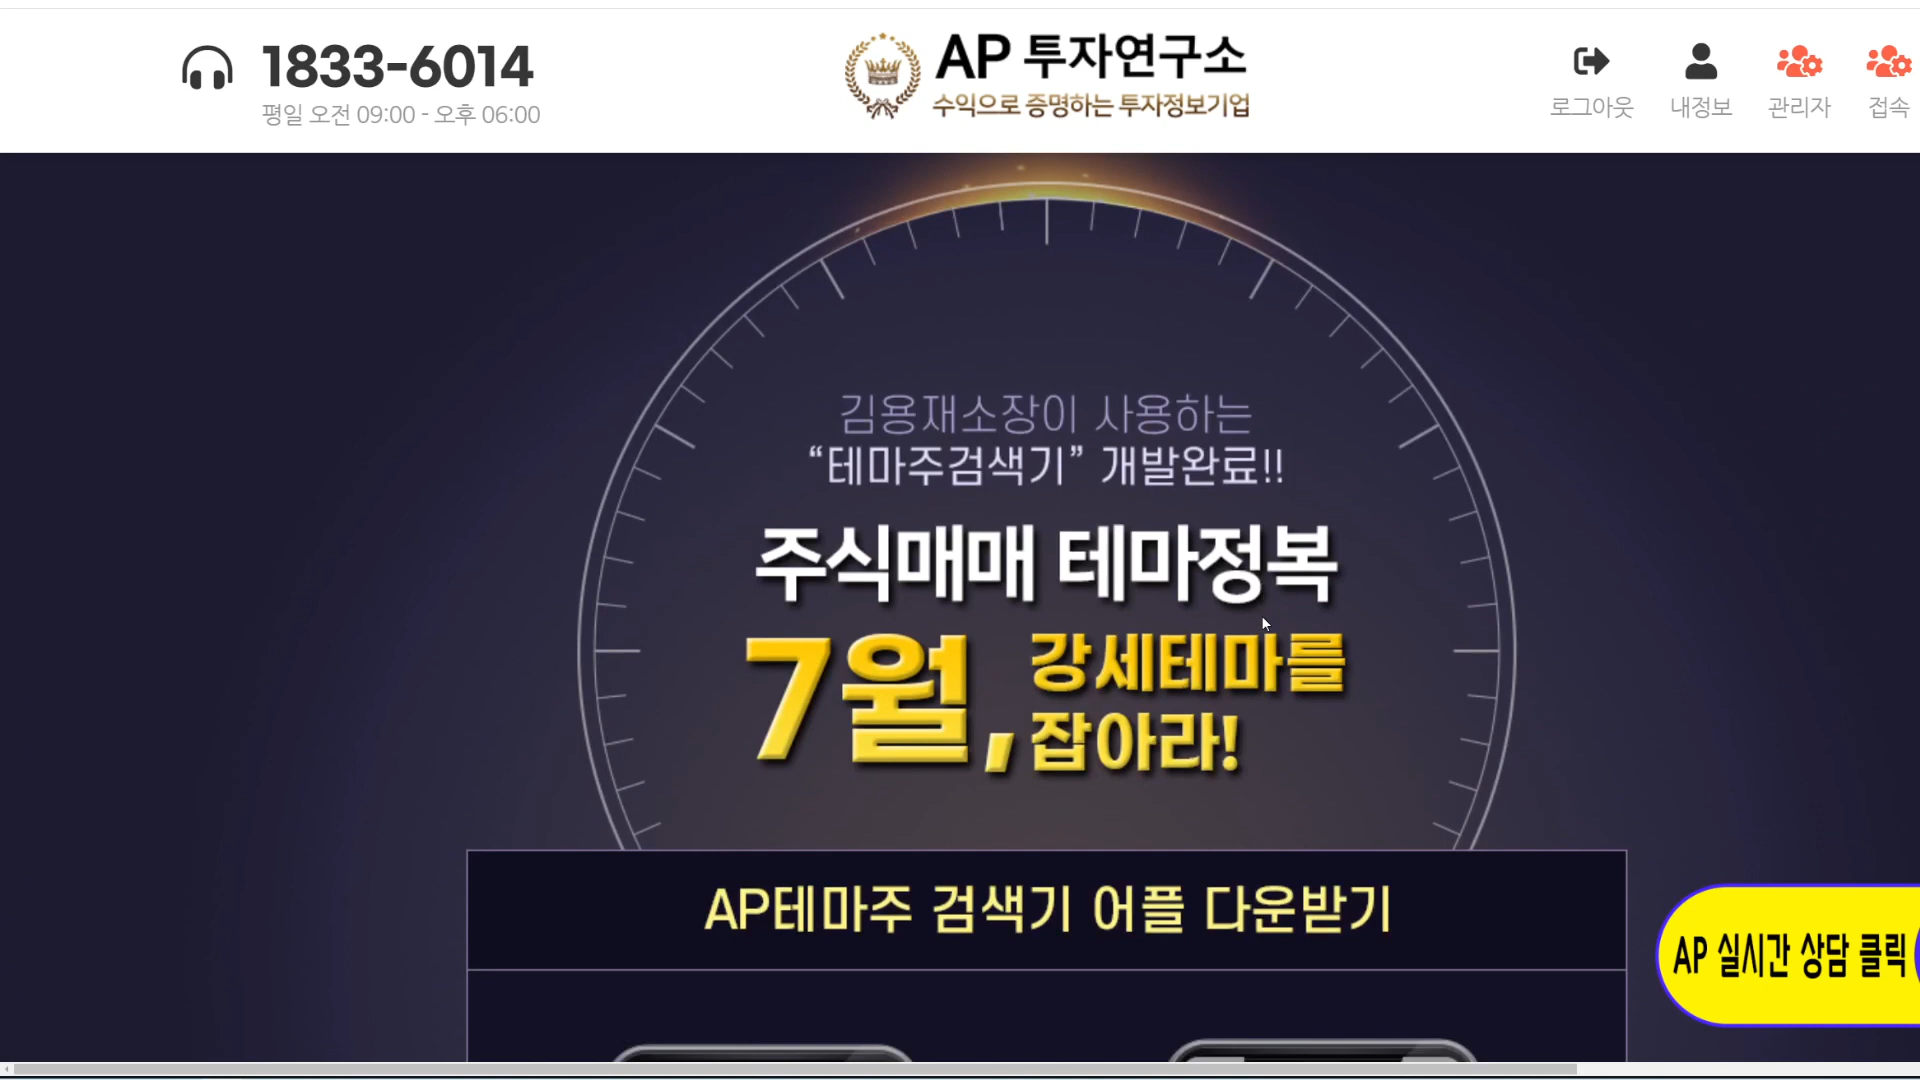 1833-6014
평일 오전 09:00 - 오후 06:00
AP 투자연구소
수익으로 증명하는 투자정보기업
로그아웃
내정보
관리자
접속
김용재소장이 사용하는
“테마주검색기” 개발완료!!
주식매매 테마정복
7월, 강세테마를
잡아라!
AP테마주 검색기 어플 다운받기
AP 실시간 상담 클릭